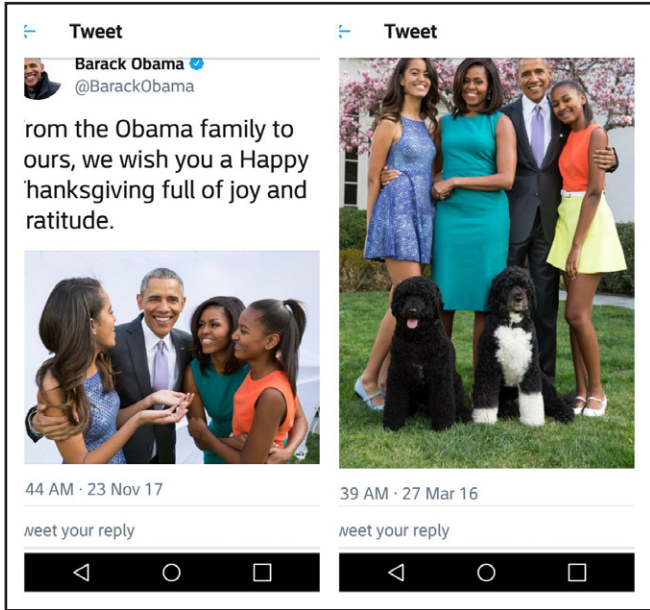 Tweet
Barack Obama
@BarackObama
rom the Obama family to
ours, we wish you a Happy
hanksgiving full of joy and
ratitude.
44 AM · 23 Nov 17
weet your reply
Tweet
39 AM · 27 Mar 16
weet your reply